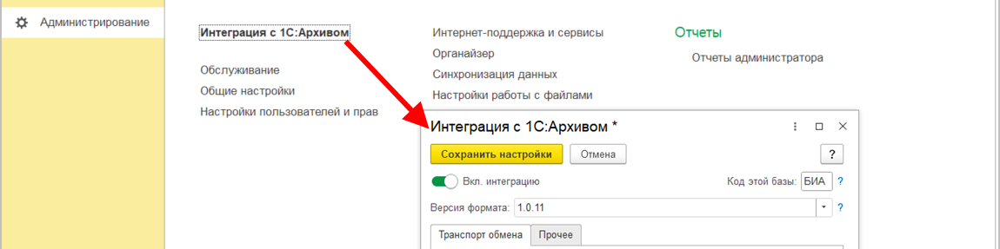 Администрирование
Интеграция с 1С:Архивом
Обслуживание
Общие настройки
Настройки пользователей и прав
Интернет-поддержка и сервисы
Органайзер
Синхронизация данных
Настройки работы с файлами
Отчеты
Отчеты администратора
Интеграция с 1С:Архивом *
Сохранить настройки Отмена ?
Вкл. интеграцию Код этой базы: БИА ?
Версия формата: 1.0.11 ?
Транспорт обмена Прочее